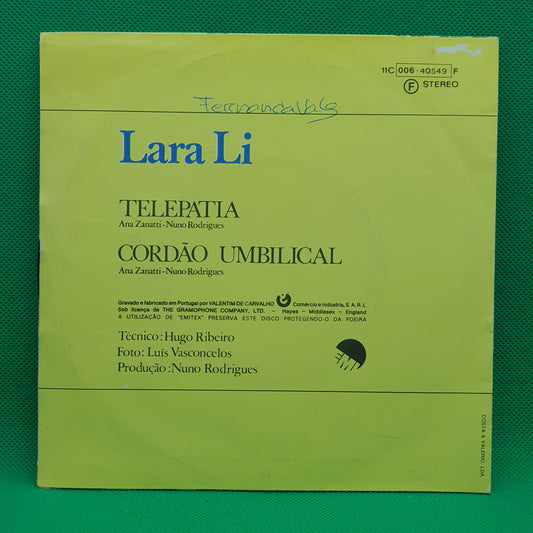 11C 006-40549 F
F STEREO
Lara Li
TELEPATIA
Ana Zanatti-Nuno Rodrigues
CORDÃO UMBILICAL
Ana Zanatti-Nuno Rodrigues
Gravado e fabricado em Portugal por VALENTIM DE CARVALHO Comércio e Indústria, S. A. R. L.
Sob licença de THE GRAMOPHONE COMPANY, LTD. - Hayes - Middlesex - England
A UTILIZAÇÃO DE "EMITEX" PRESERVA ESTE DISCO PROTEGENDO-O DA POEIRA
Técnico: Hugo Ribeiro
Foto: Luís Vasconcelos
Produção: Nuno Rodrigues
EMI
COSTA & VALERIO, LDA.